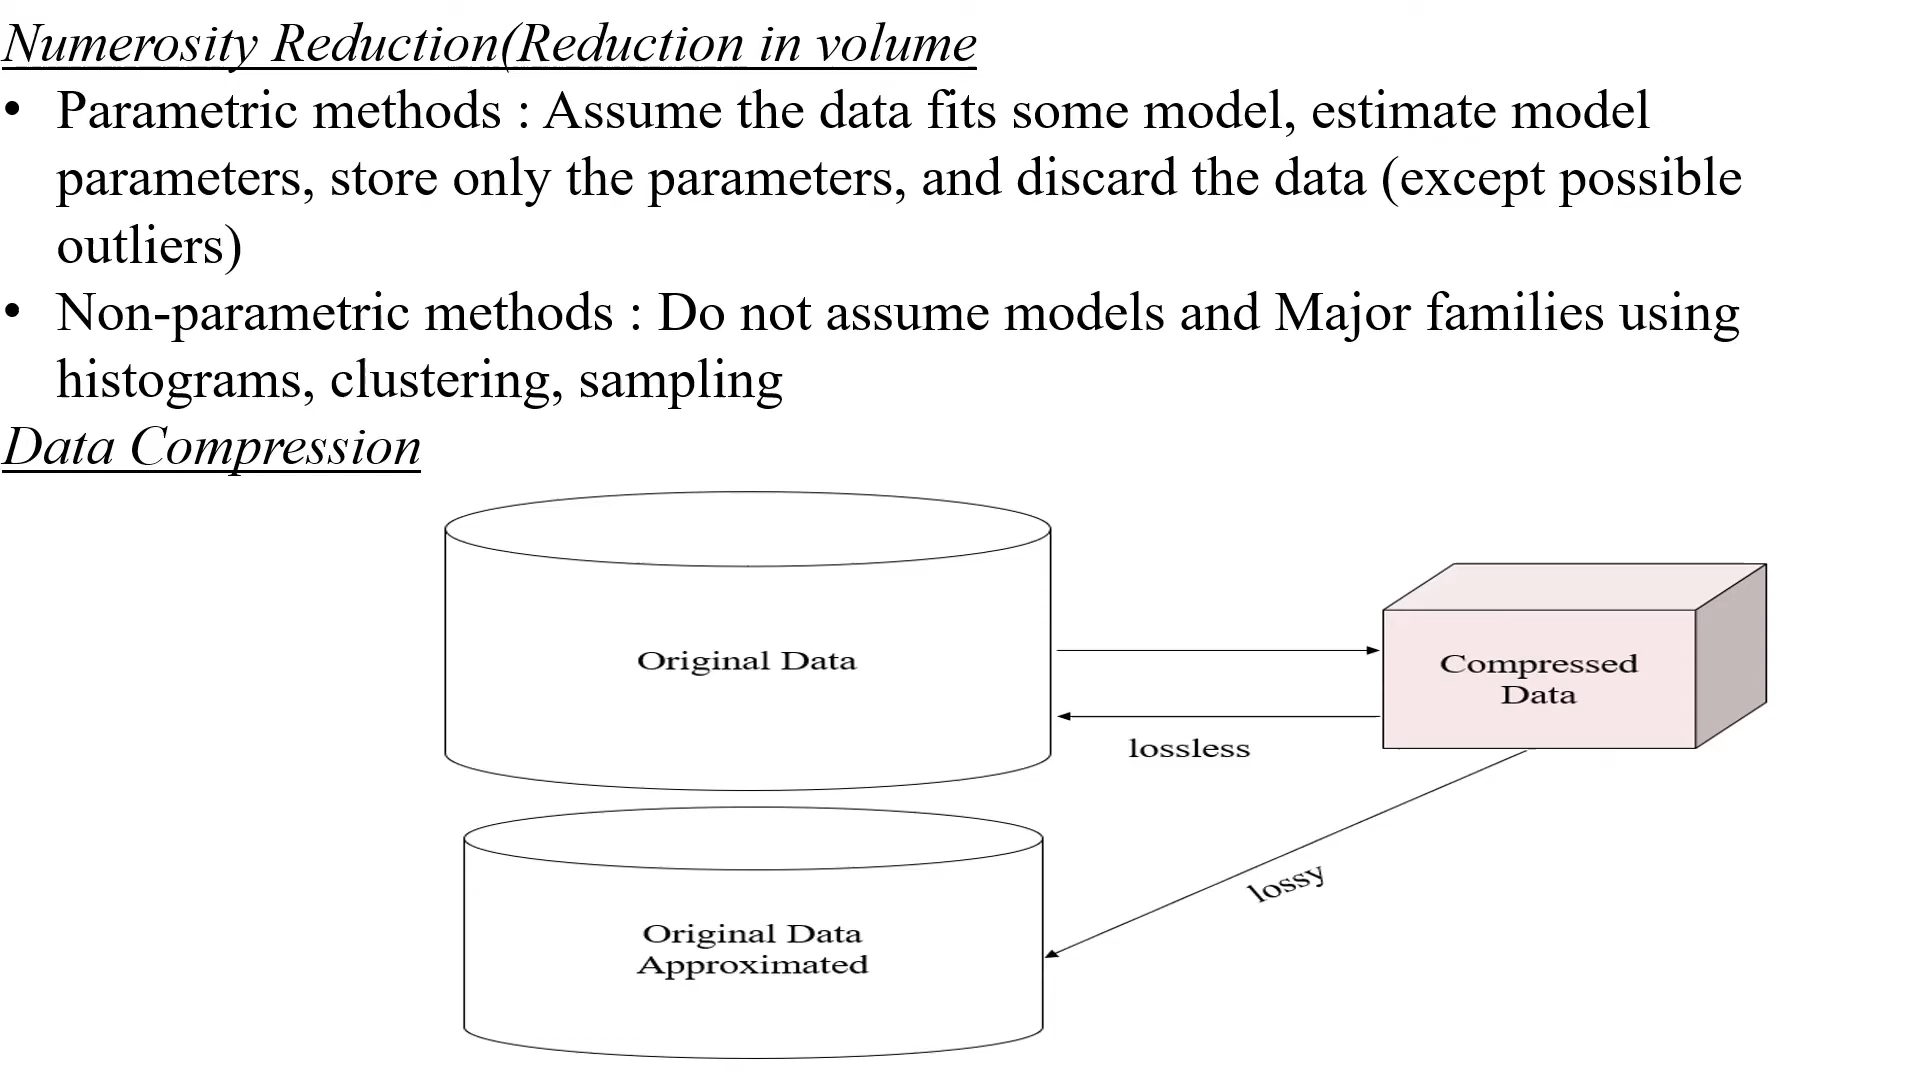 Numerosity Reduction(Reduction in volume
• Parametric methods : Assume the data fits some model, estimate model
parameters, store only the parameters, and discard the data (except possible
outliers)
• Non-parametric methods : Do not assume models and Major families using
histograms, clustering, sampling
Data Compression
Original Data
Compressed
Data
lossless
lossy
Original Data
Approximated